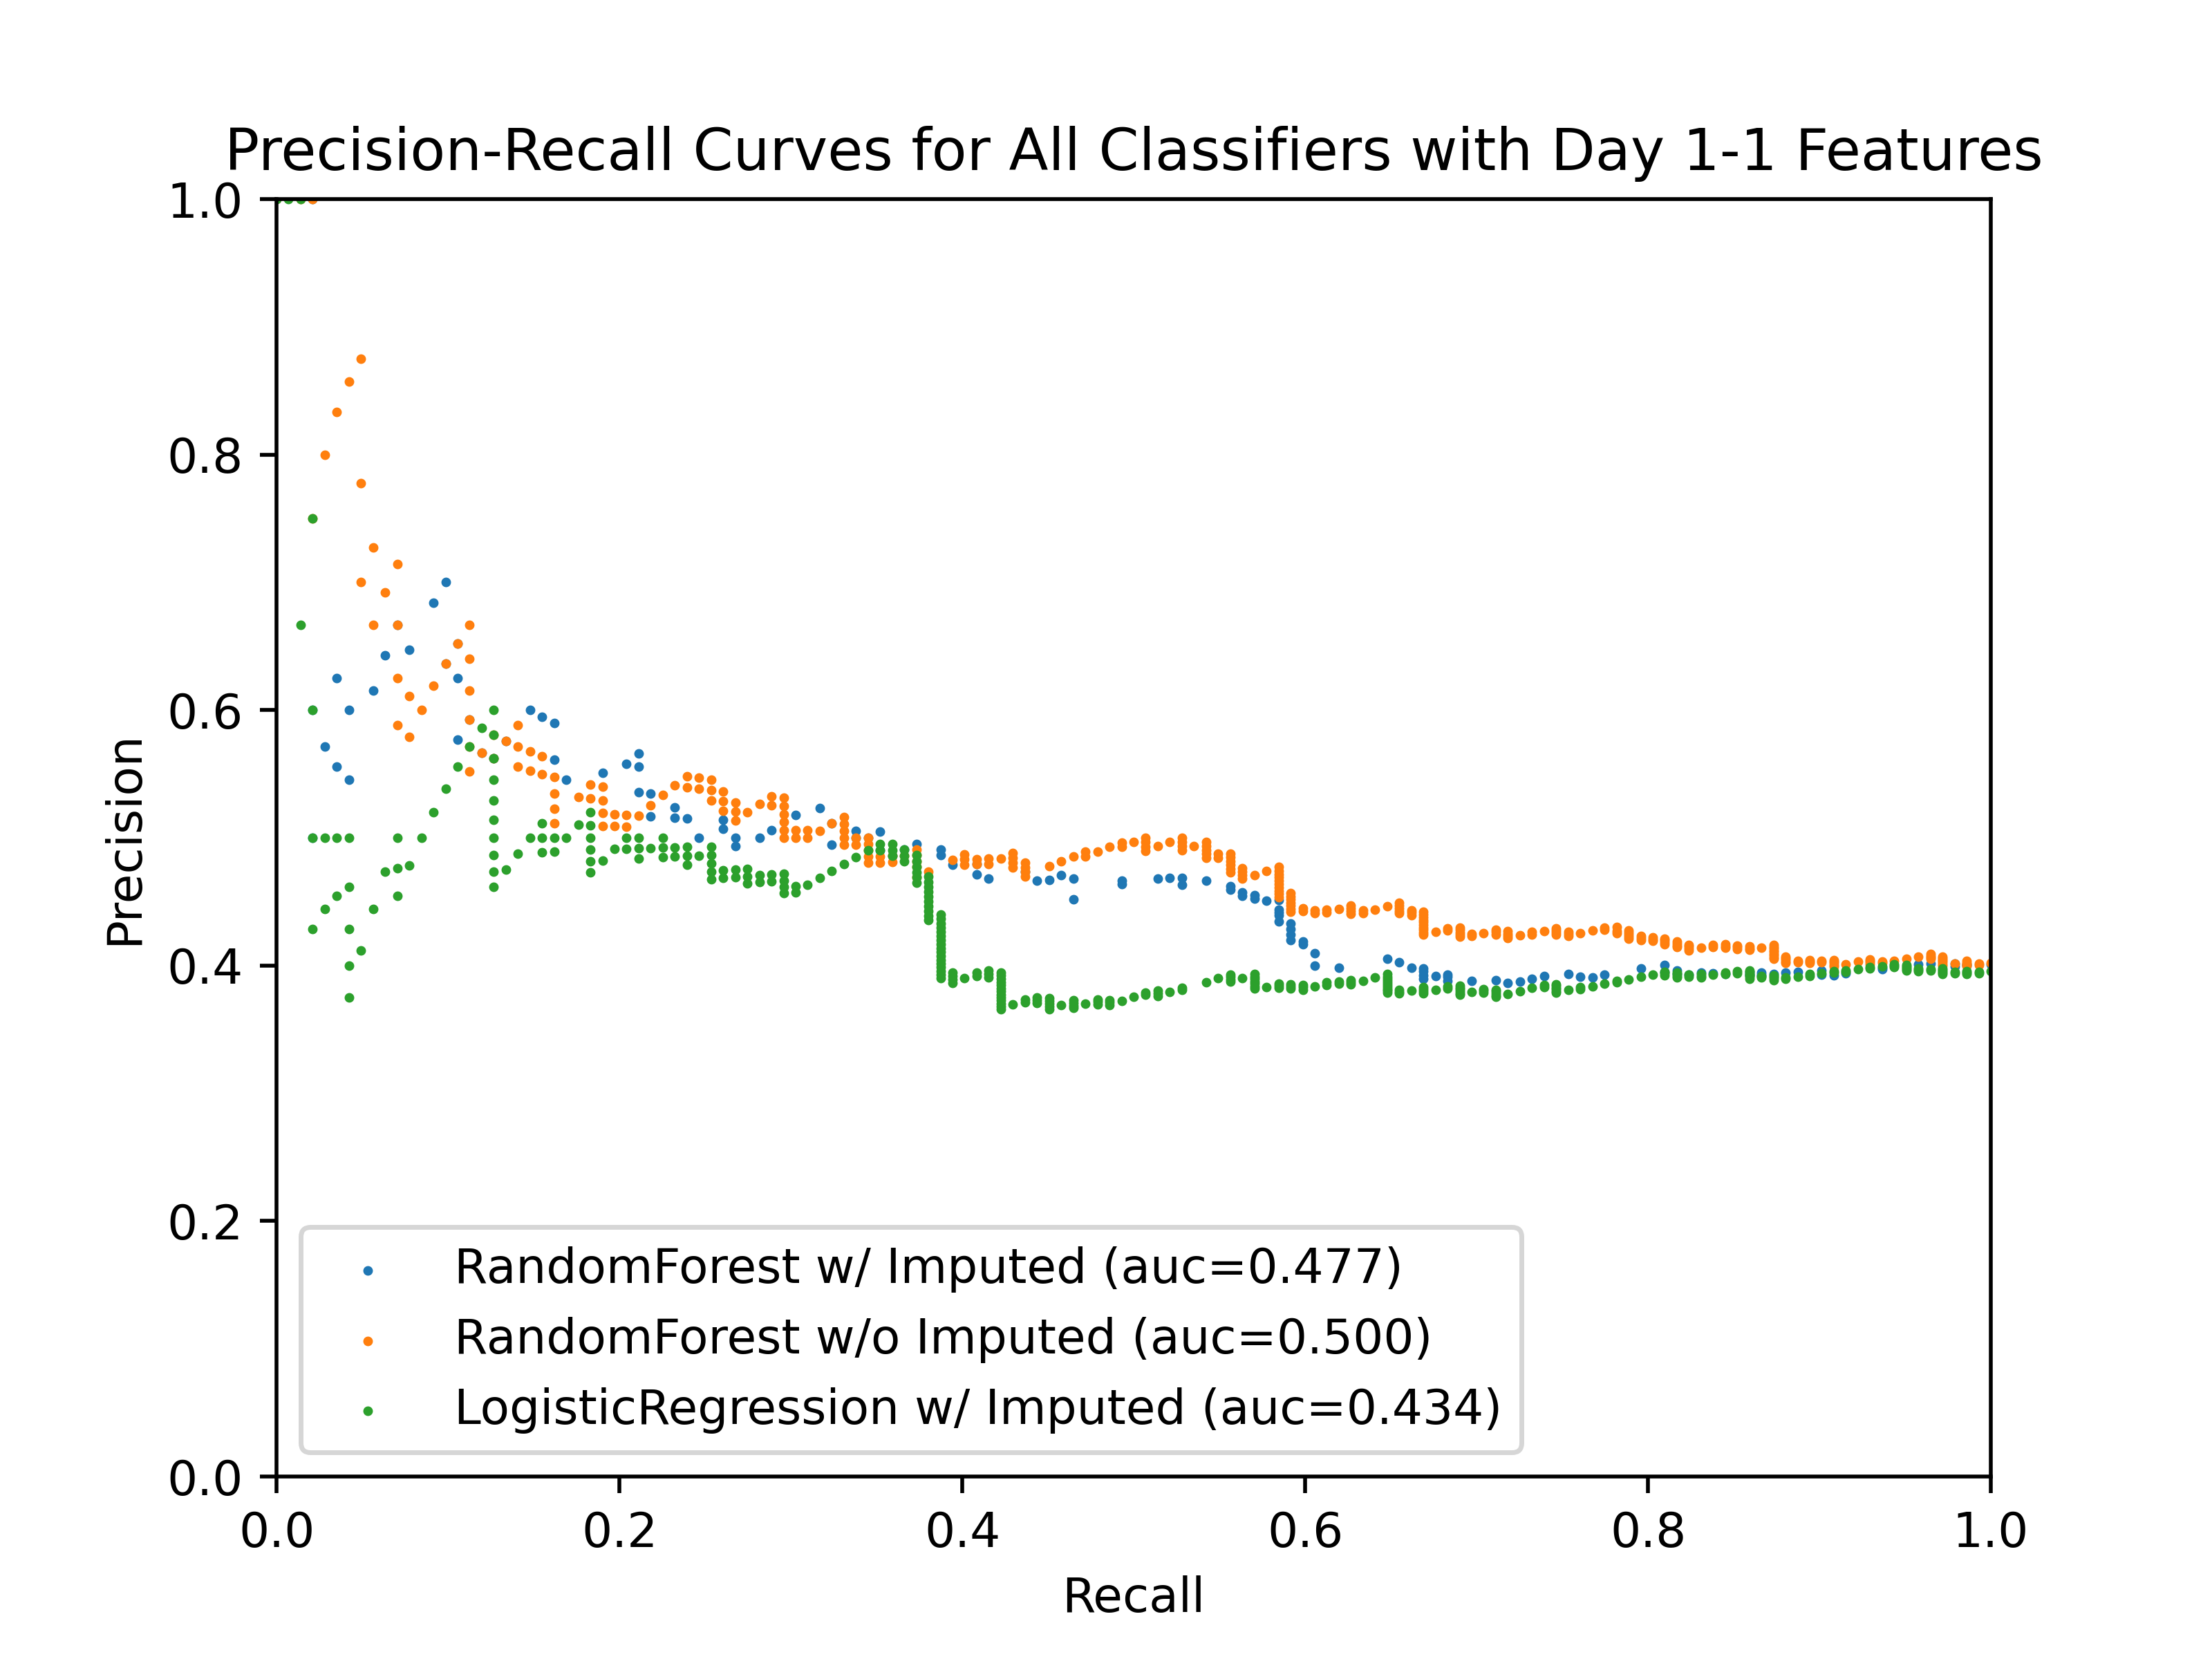 Precision-Recall Curves for All Classifiers with Day 1-1 Features
1.0
0.8
0.6
0.4
0.2
0.0
Precision
RandomForest w/ Imputed (auc=0.477)
RandomForest w/o Imputed (auc=0.500)
LogisticRegression w/ Imputed (auc=0.434)
0.0 0.2 0.4 0.6 0.8 1.0
Recall